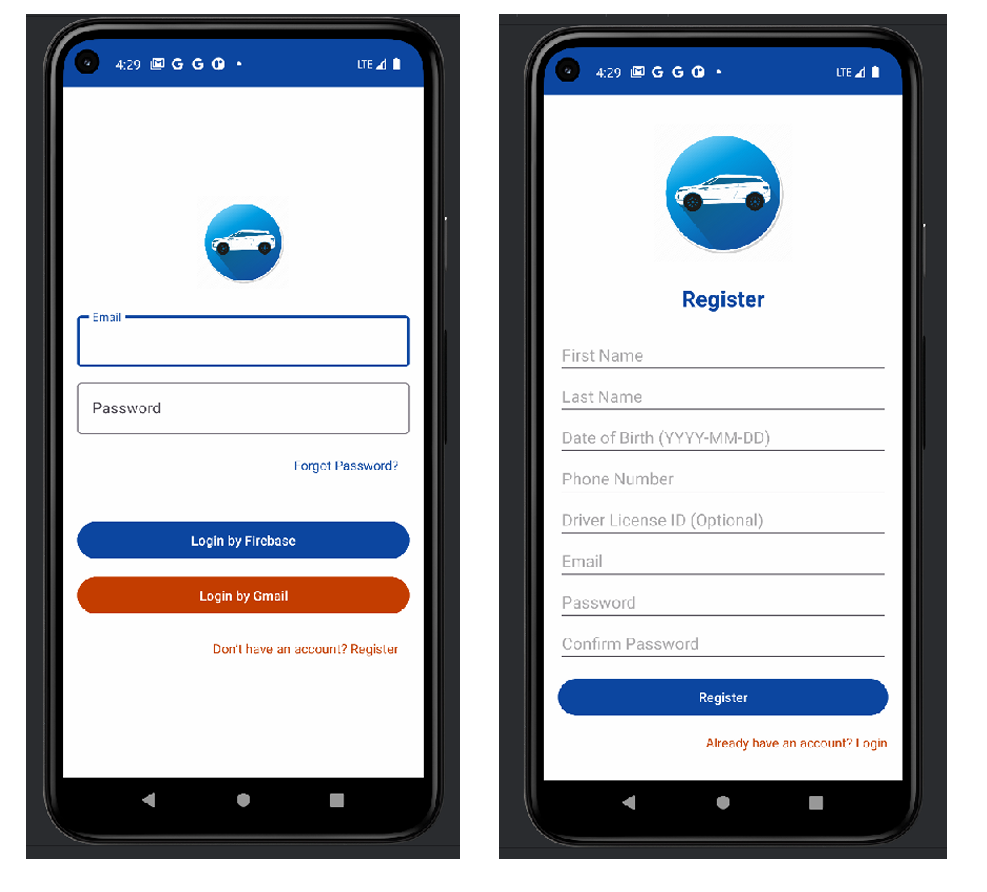 4:29 LTE
Email
Password
Forgot Password?
Login by Firebase
Login by Gmail
Don't have an account? Register
4:29 LTE
Register
First Name
Last Name
Date of Birth (YYYY-MM-DD)
Phone Number
Driver License ID (Optional)
Email
Password
Confirm Password
Register
Already have an account? Login